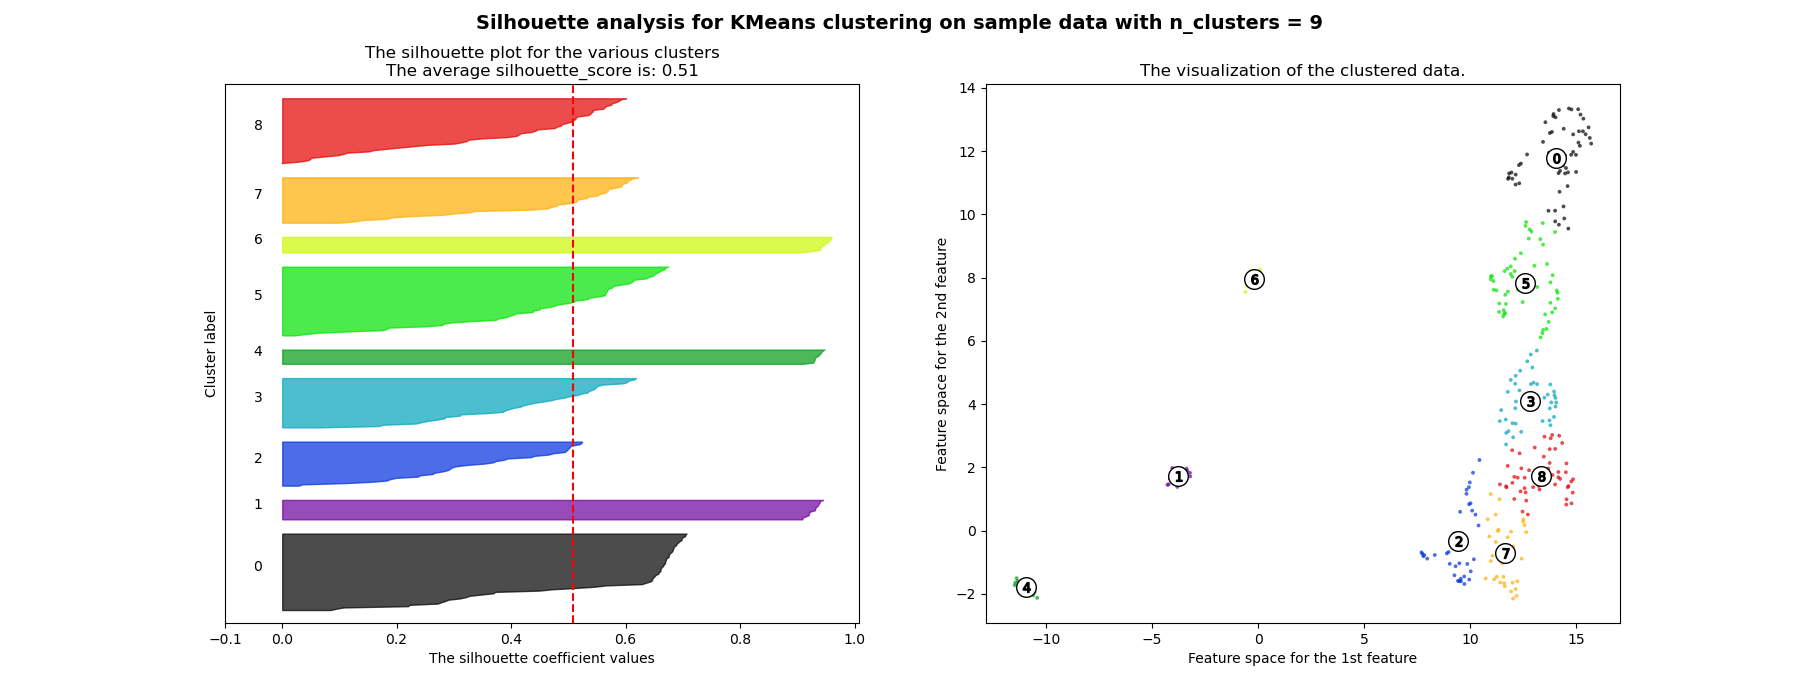 Silhouette analysis for KMeans clustering on sample data with n_clusters = 9
The silhouette plot for the various clusters
The average silhouette_score is: 0.51
8
7
6
5
4
3
2
1
0
Cluster label
−0.1 0.0 0.2 0.4 0.6 0.8 1.0
The silhouette coefficient values
The visualization of the clustered data.
14
12
10
8
6
4
2
0
−2
Feature space for the 2nd feature
0
5
6
3
8
1
2
7
4
−10 −5 0 5 10 15
Feature space for the 1st feature